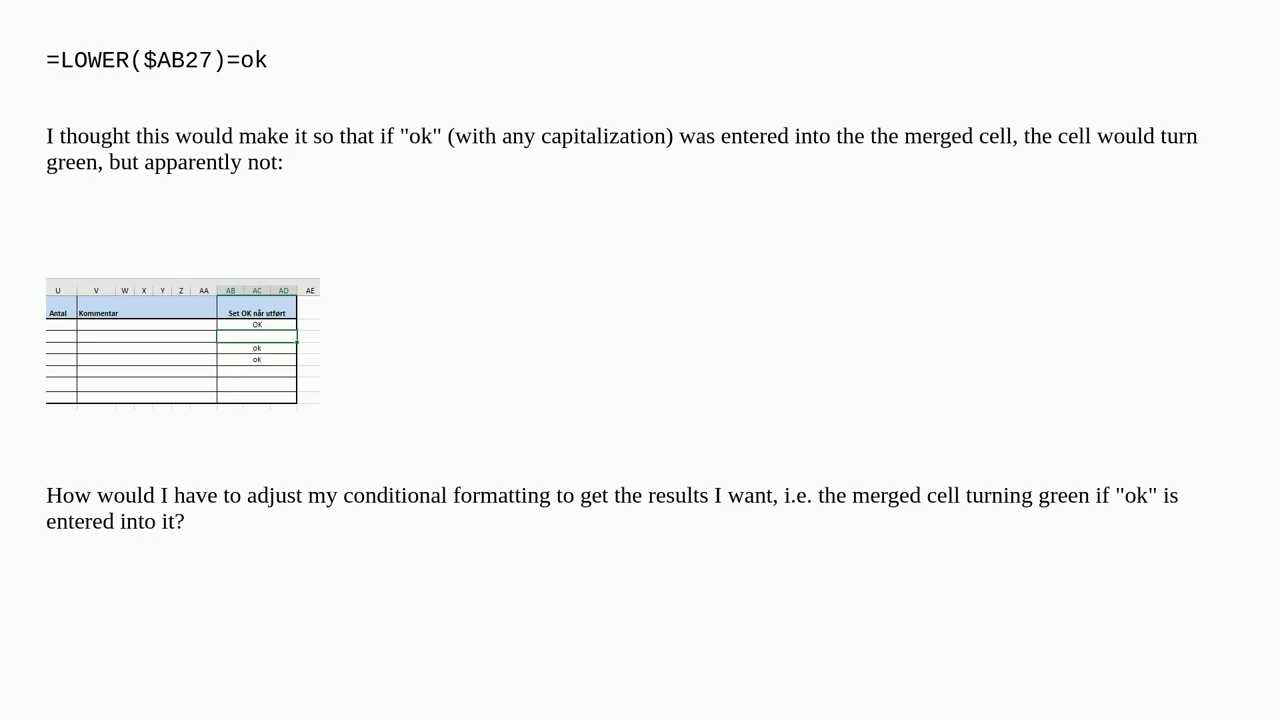 =LOWER($AB27)=ok
I thought this would make it so that if "ok" (with any capitalization) was entered into the the merged cell, the cell would turn
green, but apparently not:
U V W X Y Z AA AB AC AD AE
Antal Kommentar Set OK når utført
OK
ok
ok
How would I have to adjust my conditional formatting to get the results I want, i.e. the merged cell turning green if "ok" is
entered into it?